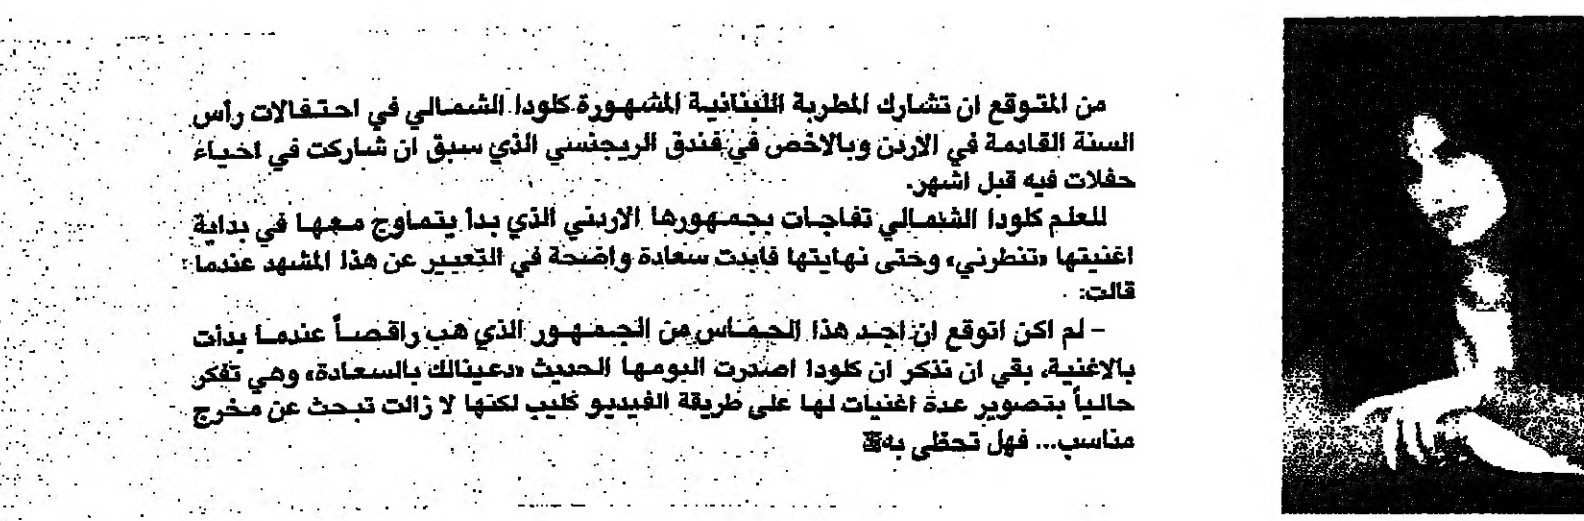 من المتوقع ان تشارك المطربة اللبنانية المشهورة كلودا الشمالي في احتفالات رأس
السنة القادمة في الاردن وبالاخص في فندق الريجنسي الذي سبق ان شاركت في احياء
حفلات فيه قبل اشهر.
للعلم كلودا الشمالي تفاجات بجمهورها الاردني الذي بدا يتماوج معها في بداية
اغنيتها «تنطرني» وحتى نهايتها فابدت سعادة واضحة في التعبير عن هذا المشهد عندما
قالت:
- لم اكن اتوقع ان اجد هذا الحماس من الجمهور الذي هب راقصاً عندما بدأت
بالاغنية، بقي ان نذكر ان كلودا اصدرت البومها الحديث «دعينالك بالسعادة» وهي تفكر
حالياً بتصوير عدة اغنيات لها على طريقة الفيديو كليب لكنها لا زالت تبحث عن مخرج
مناسب... فهل تحظى به